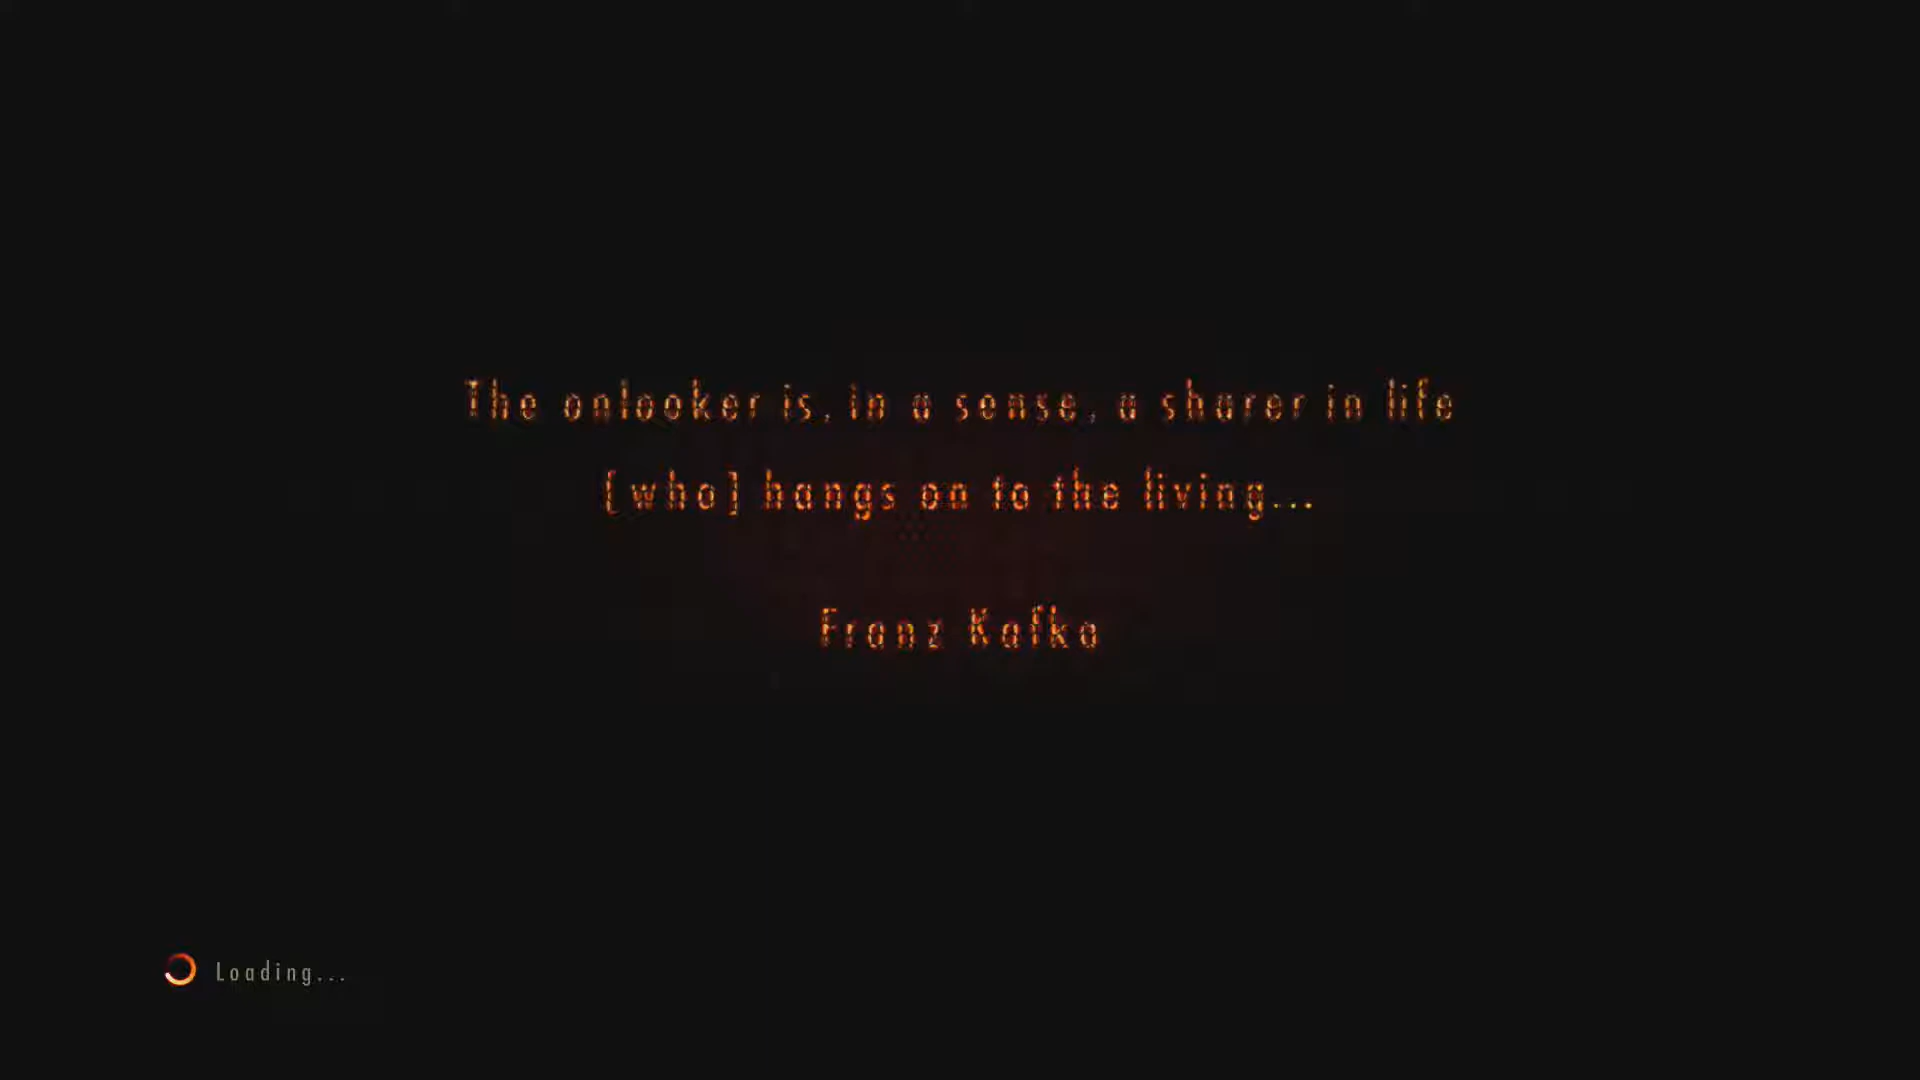 The onlooker is, in a sense, a sharer in life
[who] hangs on to the living...
Franz Kafka
Loading...